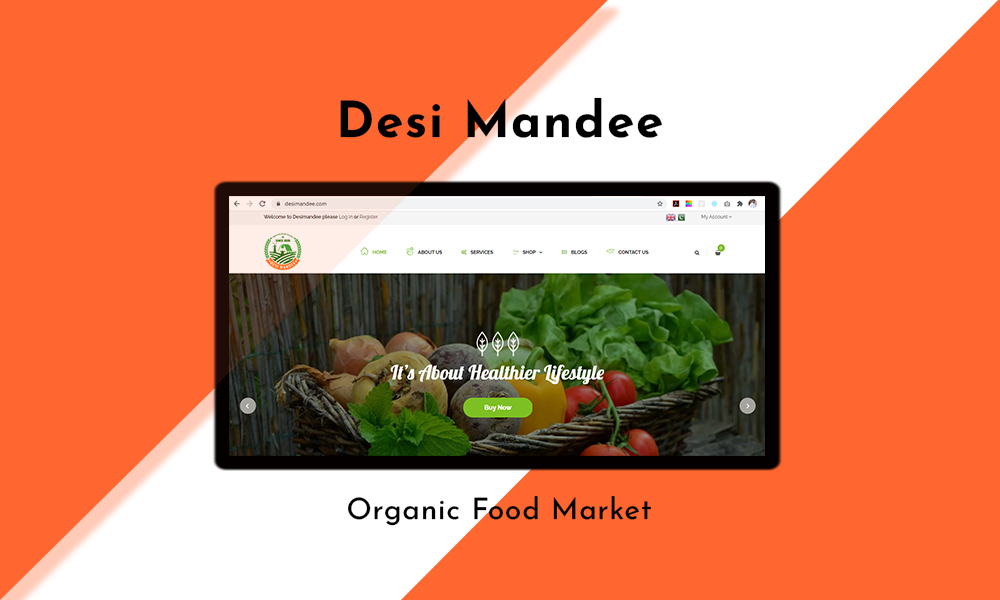 Desi Mandee
desimandee.com
Welcome to Desimandee please Log in or Register
My Account
HOME
ABOUT US
SERVICES
SHOP
BLOGS
CONTACT US
It's About Healthier Lifestyle
Buy Now
Organic Food Market